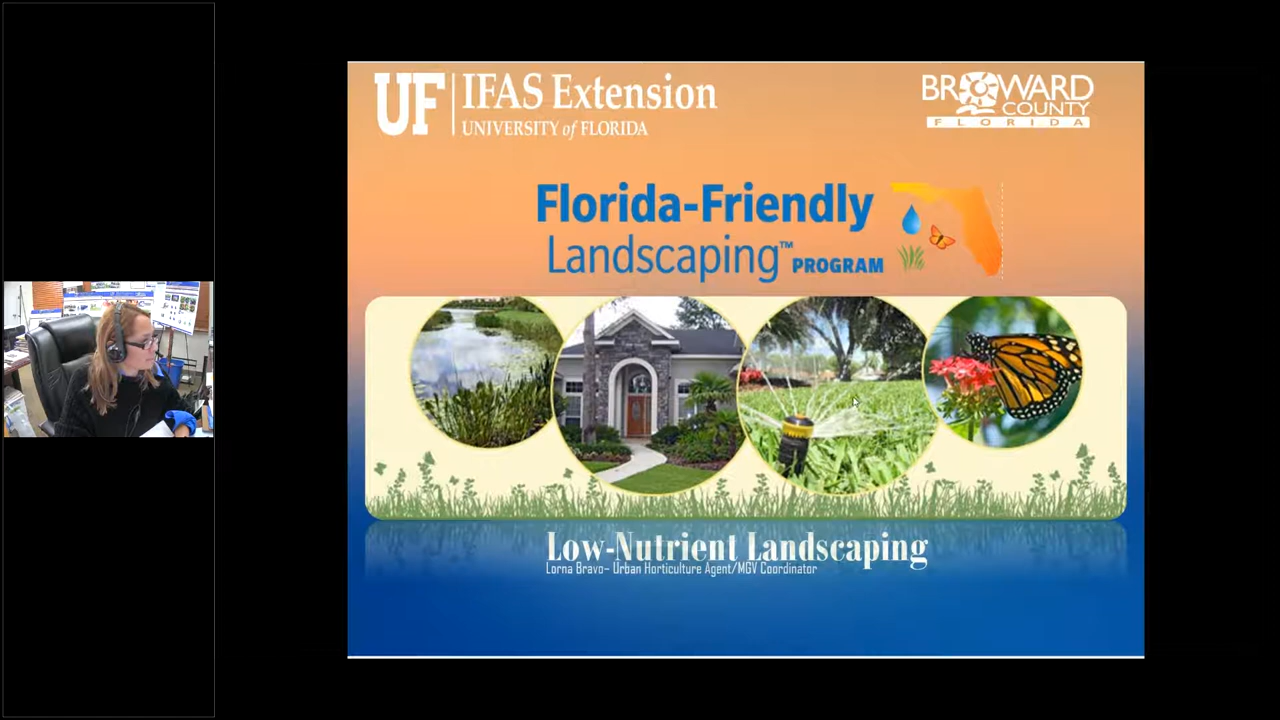 UF IFAS Extension
UNIVERSITY of FLORIDA
BROWARD
COUNTY
FLORIDA
Florida-Friendly
Landscaping™ PROGRAM
Low-Nutrient Landscaping
Lorna Bravo– Urban Horticulture Agent/MGV Coordinator